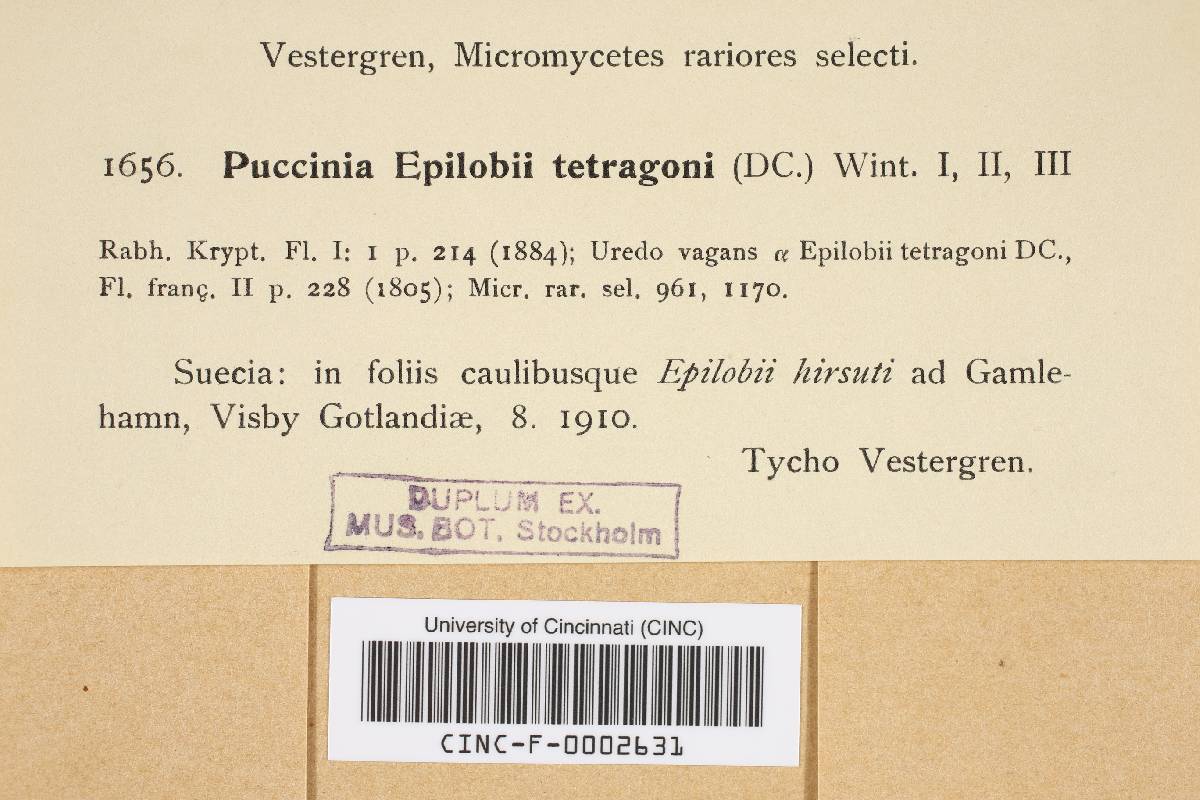 Vestergren, Micromycetes rariores selecti.
1656. Puccinia Epilobii tetragoni (DC.) Wint. I, II, III
Rabh. Krypt. Fl. I: 1 p. 214 (1884); Uredo vagans α Epilobii tetragoni DC.,
Fl. franç. II p. 228 (1805); Micr. rar. sel. 961, 1170.
Suecia: in foliis caulibusque Epilobii hirsuti ad Gamle-
hamn, Visby Gotlandiæ, 8. 1910.
Tycho Vestergren.
DUPLUM EX.
MUS. BOT. Stockholm
University of Cincinnati (CINC)
CINC-F-0002631